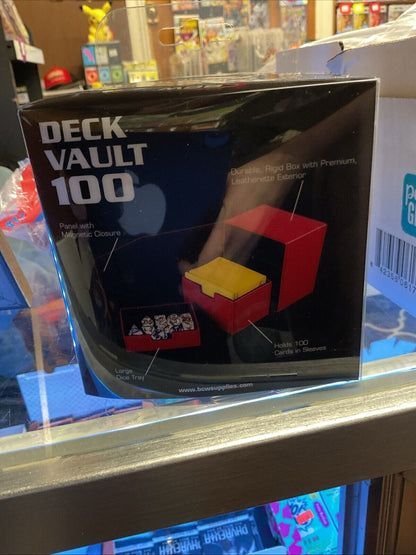 DECK
VAULT
100
Durable, Rigid Box with Premium,
Leatherette Exterior
Panel with
Magnetic Closure
Holds 100
Cards in Sleeves
Large
Dice Tray
www.bcwsupplies.com